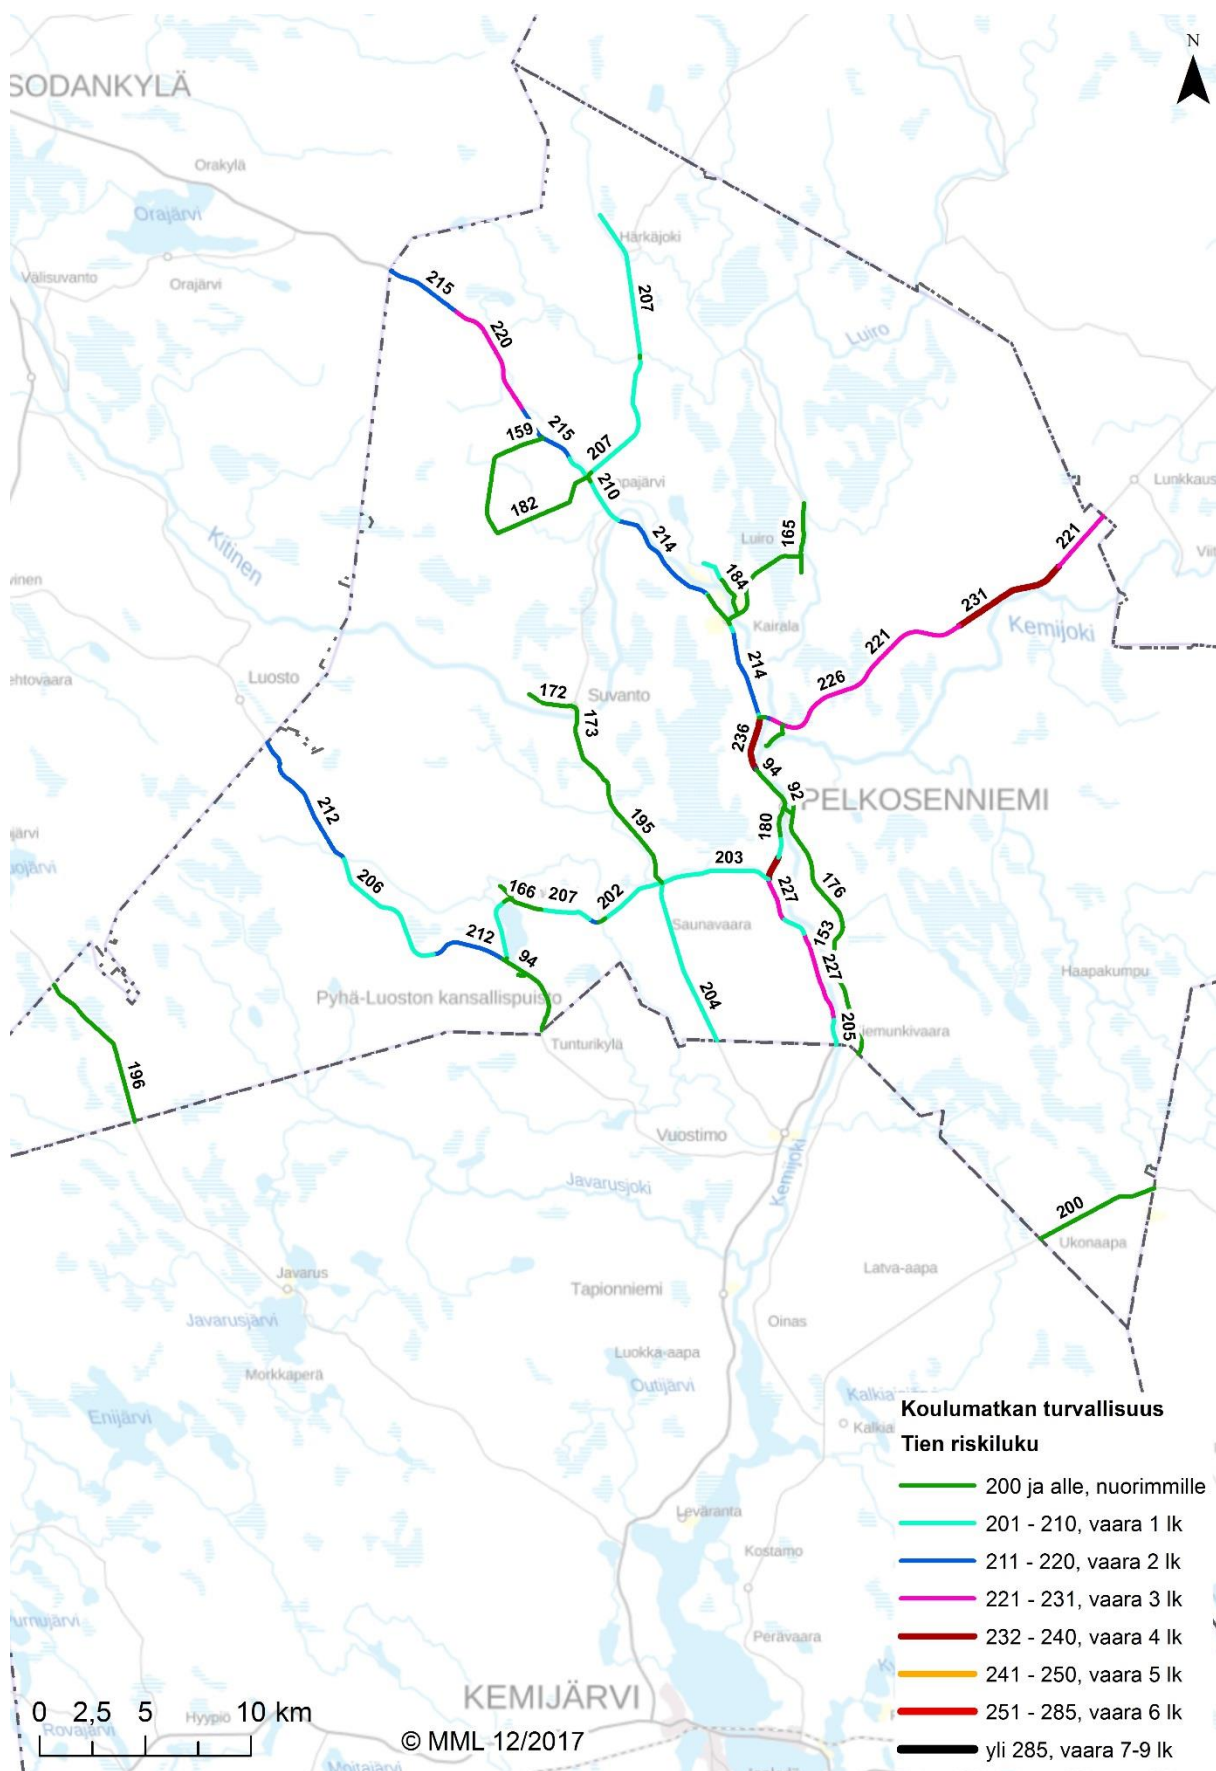 N
SODANKYLÄ
Orakylä
Orajärvi
Härkäjoki
Välisuvanto
Orajärvi
215
207
220
Luiro
159
215
207
210
pajärvi
Lunkkaus
182
165
Kitinen
214
Luiro
221
184
231
Kairala
Kemijoki
221
214
Luosto
226
172
Suvanto
173
236
94
92
PELKOSENNIEMI
212
195
180
203
206
166
207
202
227
176
Saunavaara
212
94
153
227
Haapakumpu
Pyhä-Luoston kansallispuisto
204
205
emunkivaara
Tunturikylä
196
Vuostimo
Kemijoki
Javarusjoki
200
Ukonaapa
Latva-aapa
Javarus
Tapionniemi
Javarusjärvi
Oinas
Luokka-aapa
Morkkaperä
Outijärvi
Enijärvi
Koulumatkan turvallisuus
Tien riskiluku
200 ja alle, nuorimmille
201 - 210, vaara 1 lk
211 - 220, vaara 2 lk
221 - 231, vaara 3 lk
232 - 240, vaara 4 lk
241 - 250, vaara 5 lk
251 - 285, vaara 6 lk
yli 285, vaara 7-9 lk
Leväranta
Kostamo
Perävaara
KEMIJÄRVI
0 2,5 5 10 km
Hyypiö
Rovajärvi
© MML 12/2017